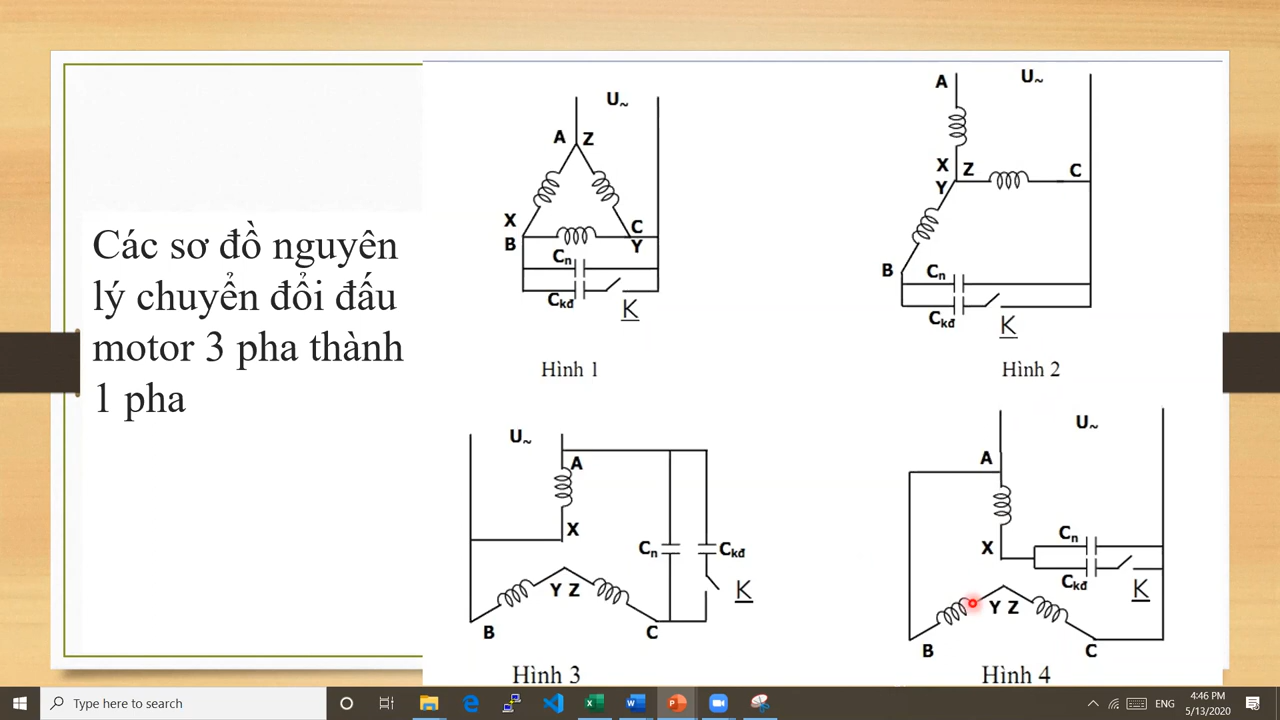 Các sơ đồ nguyên
lý chuyển đổi đấu
motor 3 pha thành
1 pha
U~
A Z
X
B
C
Y
Cn
Ckđ
K
Hình 1
U~
A
X Z
Y
C
B
Cn
Ckđ
K
Hình 2
U~
A
X
Cn
Ckđ
K
Y Z
B
C
Hình 3
U~
A
X
Cn
Ckđ
K
Y Z
B
C
Hình 4
Type here to search
ENG
4:46 PM
5/13/2020